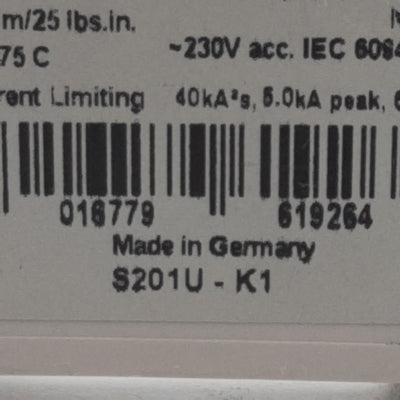 m/25 lbs.in.
75 C
~230V acc. IEC
rent Limiting 40kA²s, 5.0kA peak,
016779 619264
Made in Germany
S201U - K1